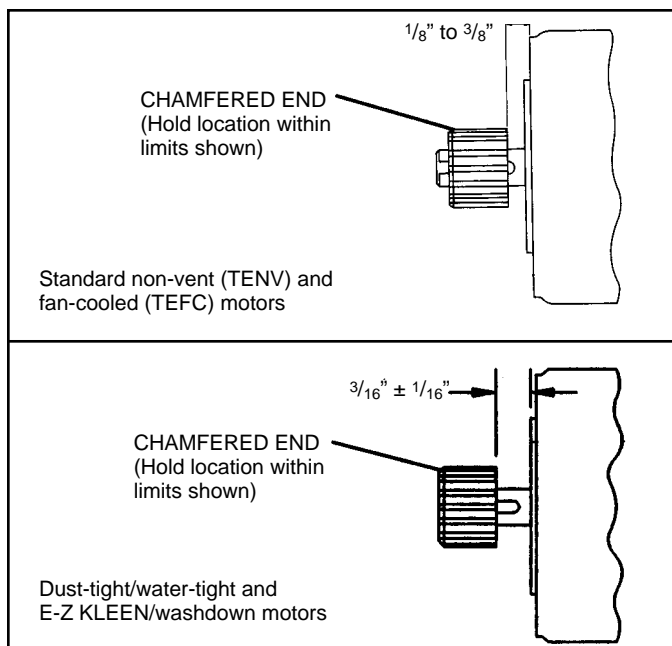 1/8” to 3/8”
CHAMFERED END
(Hold location within
limits shown)
Standard non-vent (TENV) and
fan-cooled (TEFC) motors
3/16” ± 1/16”
CHAMFERED END
(Hold location within
limits shown)
Dust-tight/water-tight and
E-Z KLEEN/washdown motors